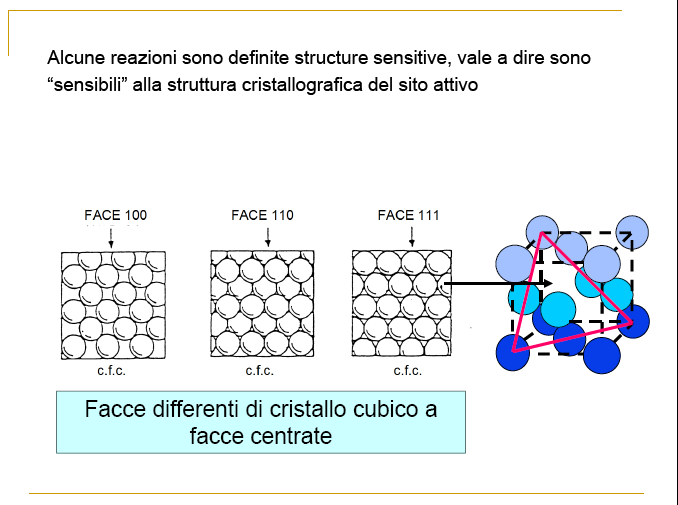 Alcune reazioni sono definite structure sensitive, vale a dire sono
“sensibili” alla struttura cristallografica del sito attivo
FACE 100
FACE 110
FACE 111
c.f.c.
c.f.c.
c.f.c.
Facce differenti di cristallo cubico a
facce centrate